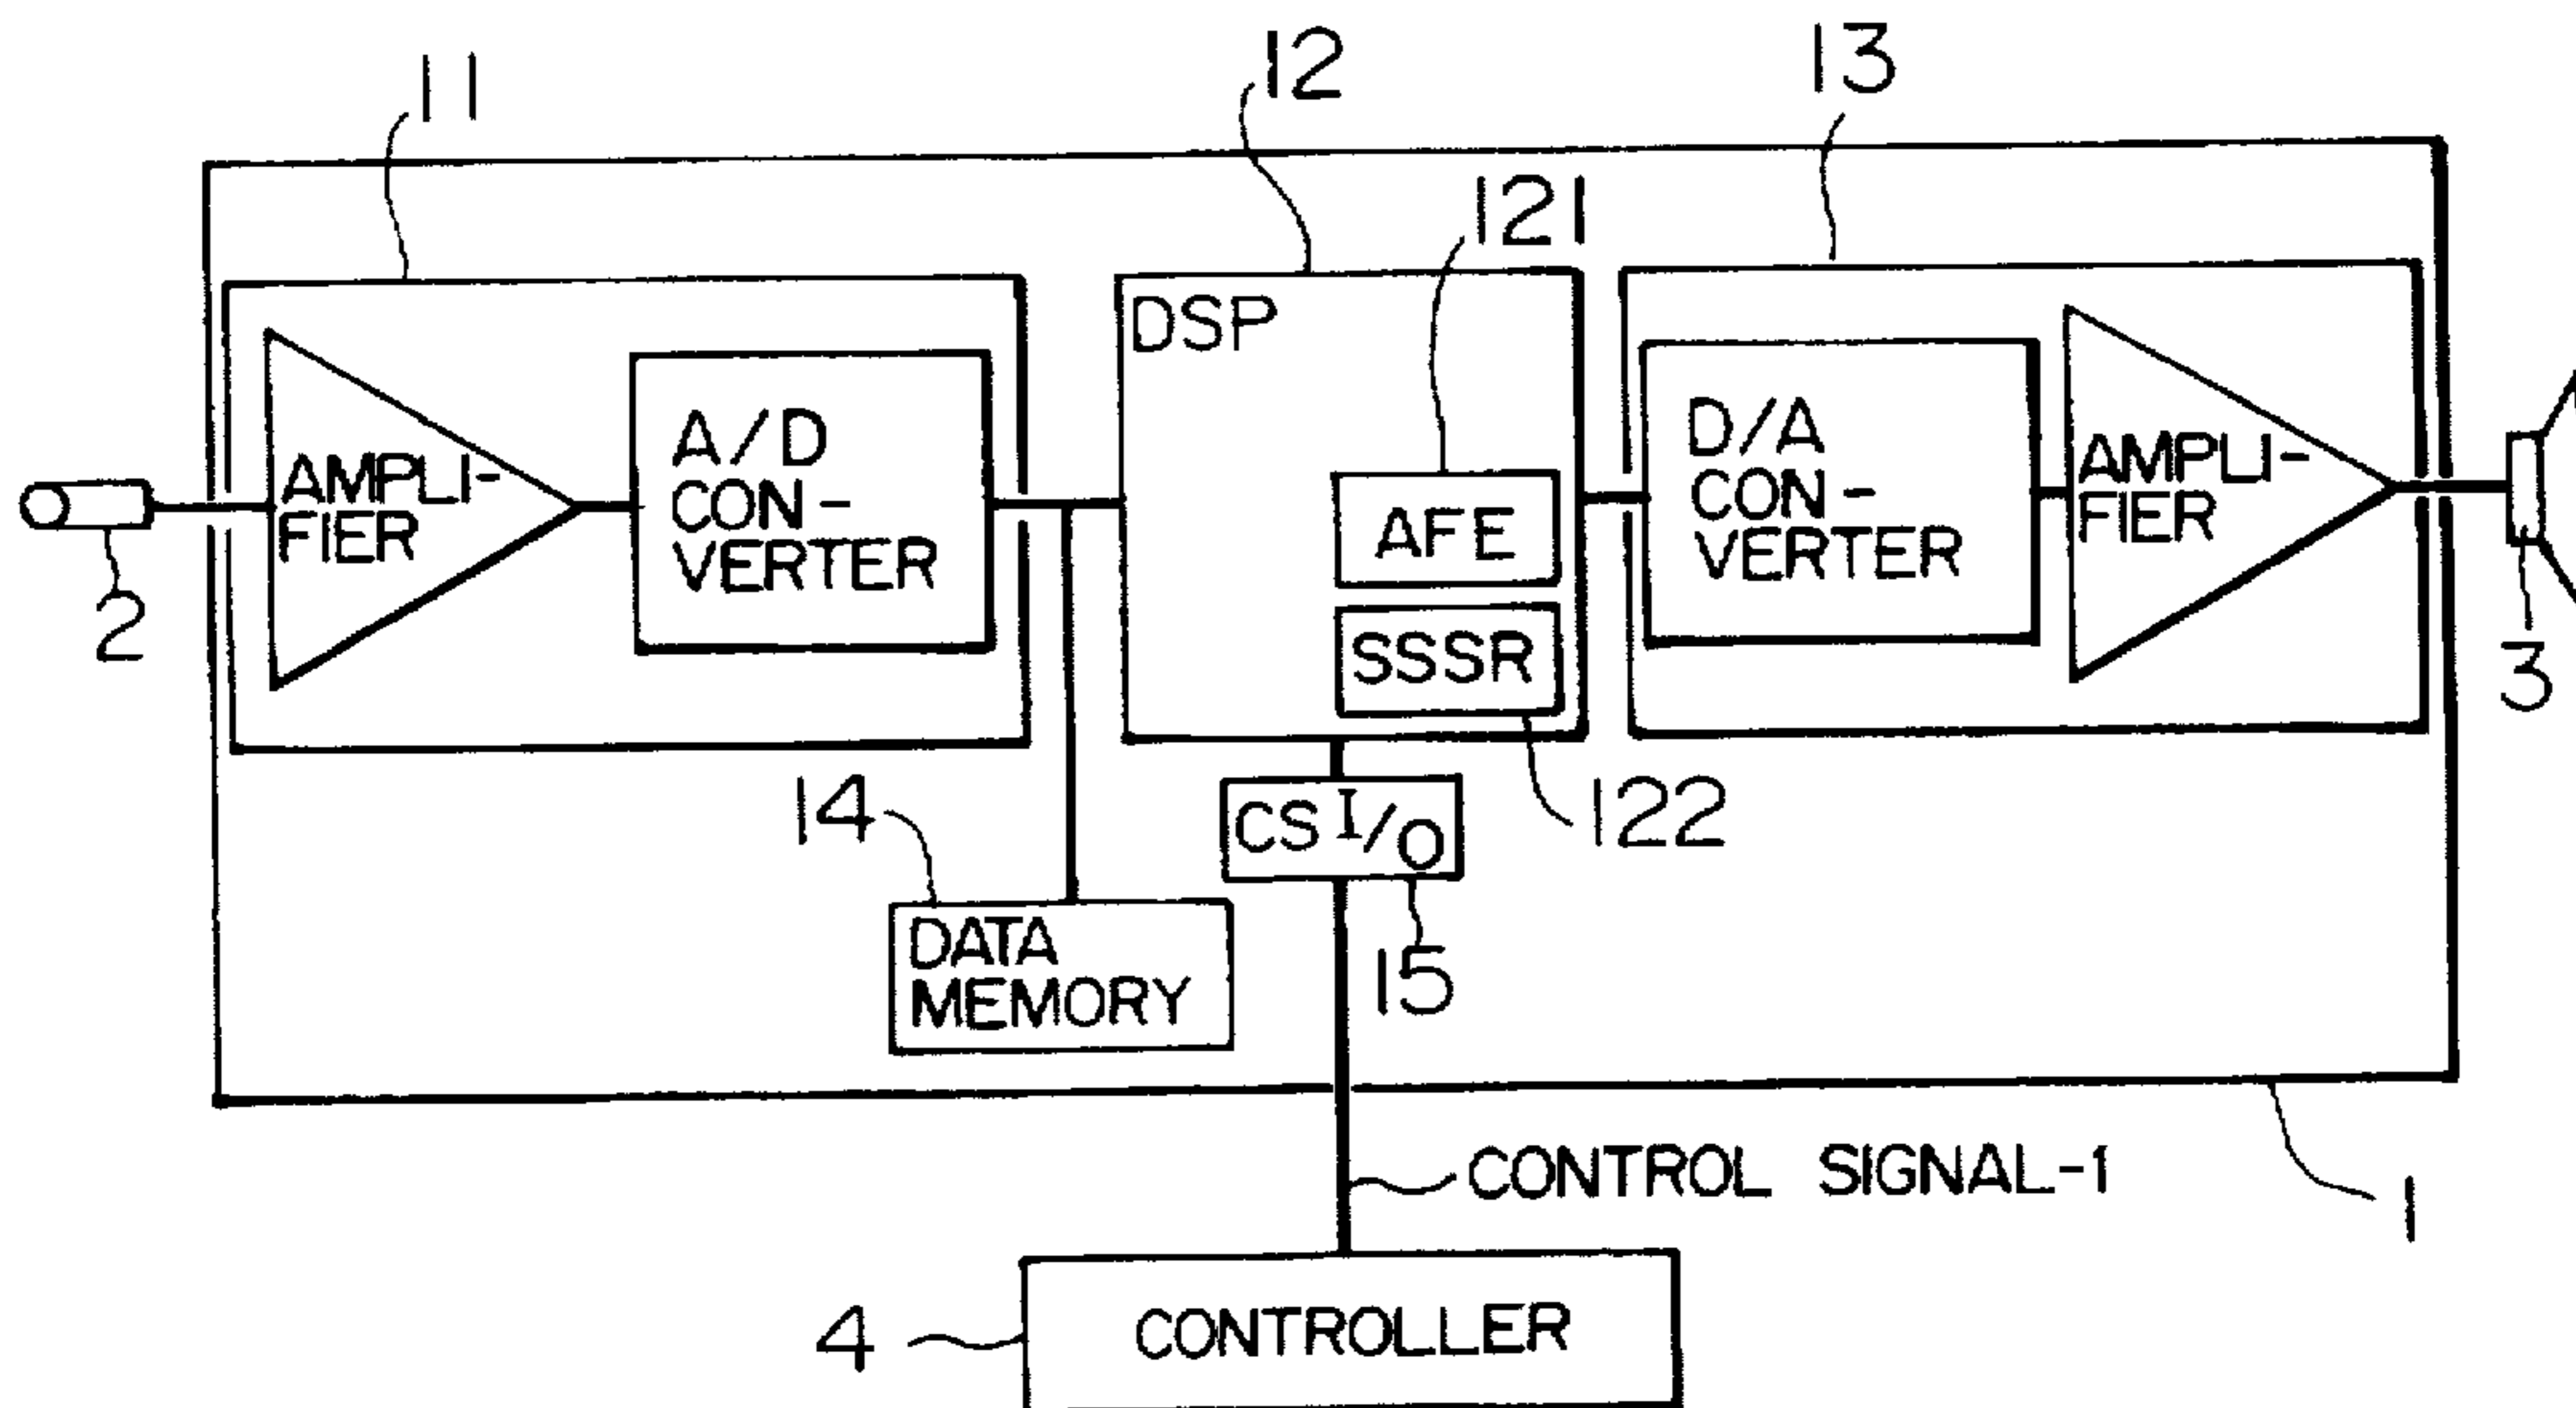 11
12
13
121
DSP
AMPLI-
FIER
A/D
CON-
VERTER
AFE
SSSR
D/A
CON-
VERTER
AMPLI-
FIER
2
3
14
CS I/O
122
DATA
MEMORY
15
CONTROL SIGNAL-1
1
4
CONTROLLER